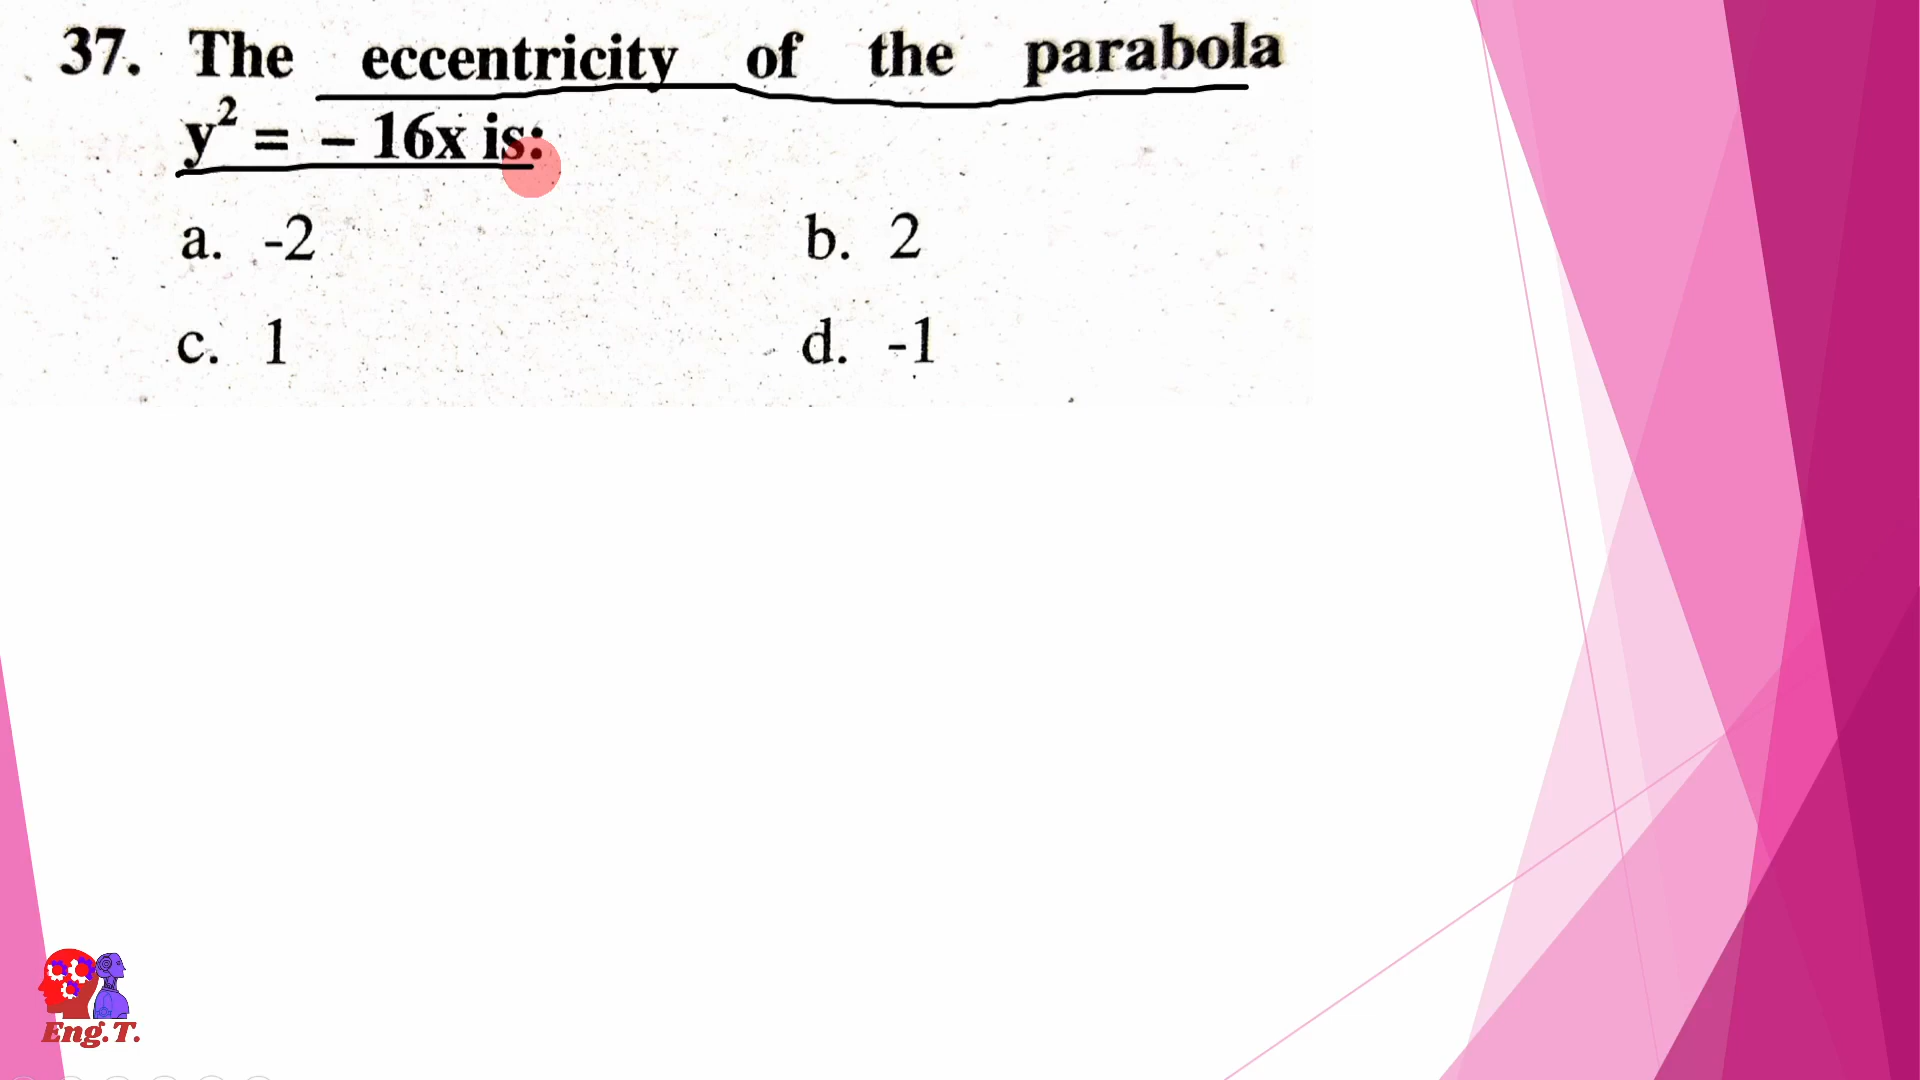 37. The eccentricity of the parabola
y² = – 16x is:
a. -2 b. 2
c. 1 d. -1
Eng.T.